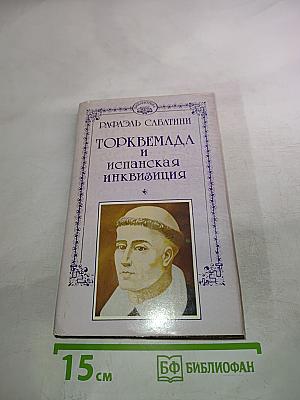 РАФАЭЛЬ САБАТИНИ
ТОРКВЕМАДА
И
ИСПАНСКАЯ
ИНКВИЗИЦИЯ
15 см
БФ БИБЛИОФАН